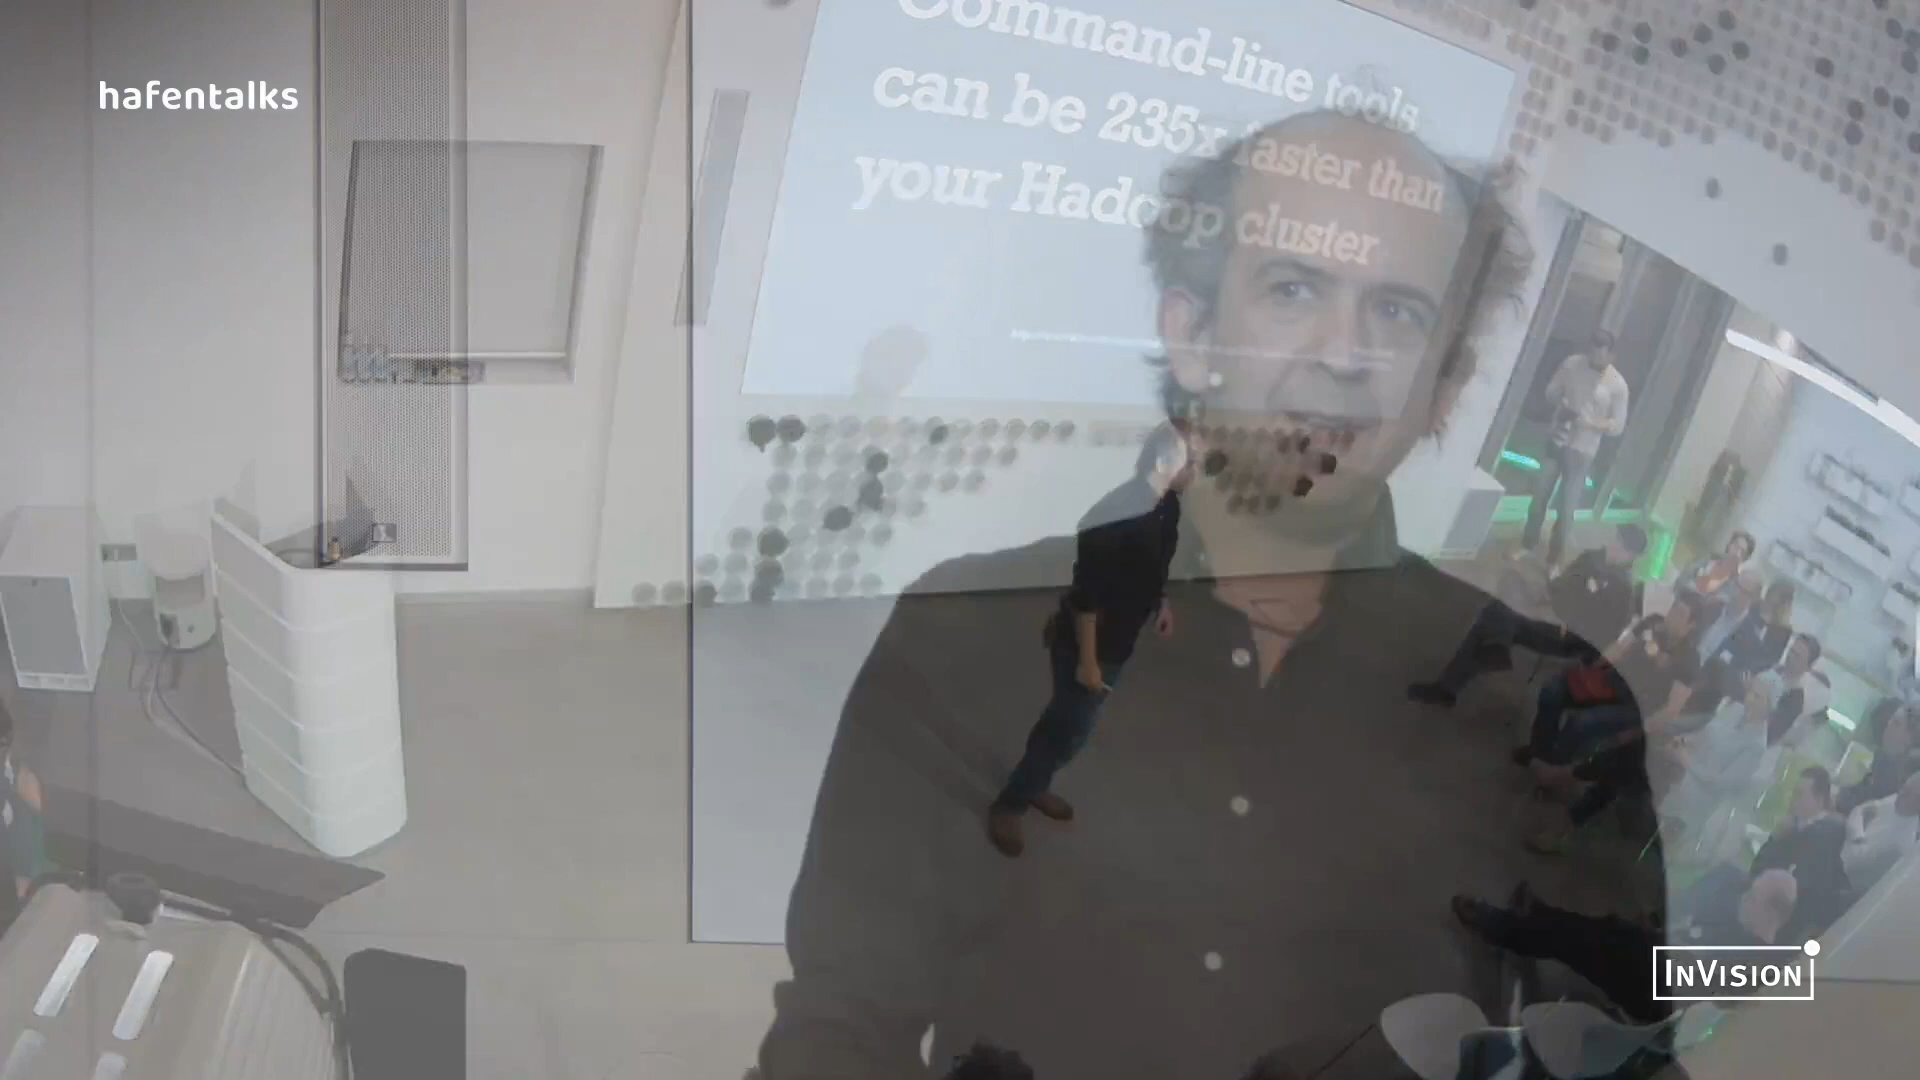 hafentalks
Command-line tools
can be 235x faster than
your Hadoop cluster
INVISION